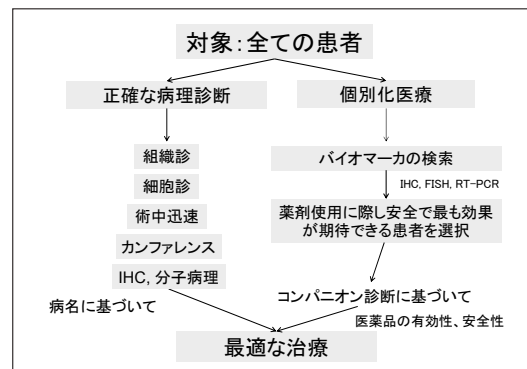 対象：全ての患者
正確な病理診断
個別化医療
組織診
細胞診
術中迅速
カンファレンス
IHC, 分子病理
病名に基づいて
バイオマーカの検索
IHC, FISH, RT-PCR
薬剤使用に際し安全で最も効果
が期待できる患者を選択
コンパニオン診断に基づいて
医薬品の有効性、安全性
最適な治療